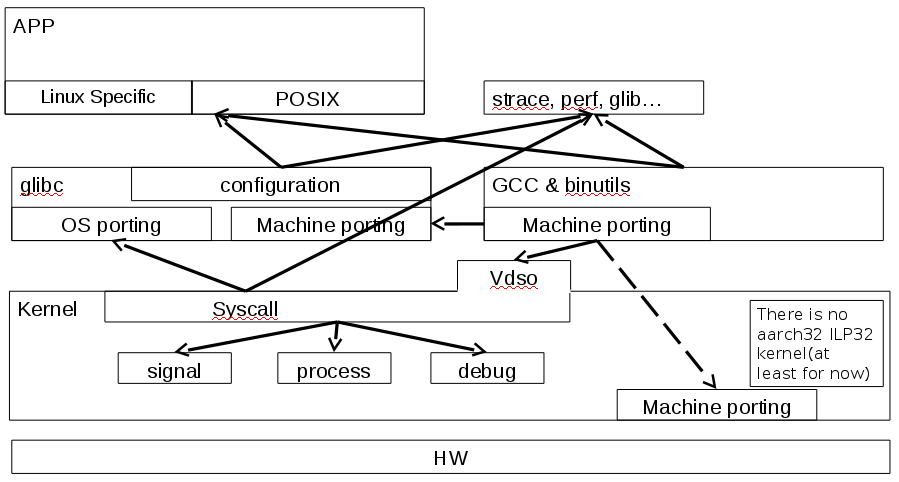 APP
Linux Specific
POSIX
strace, perf, glib...
glibc
configuration
GCC & binutils
OS porting
Machine porting
Machine porting
Vdso
Kernel
Syscall
There is no
aarch32 ILP32
kernel(at
least for now)
signal
process
debug
Machine porting
HW